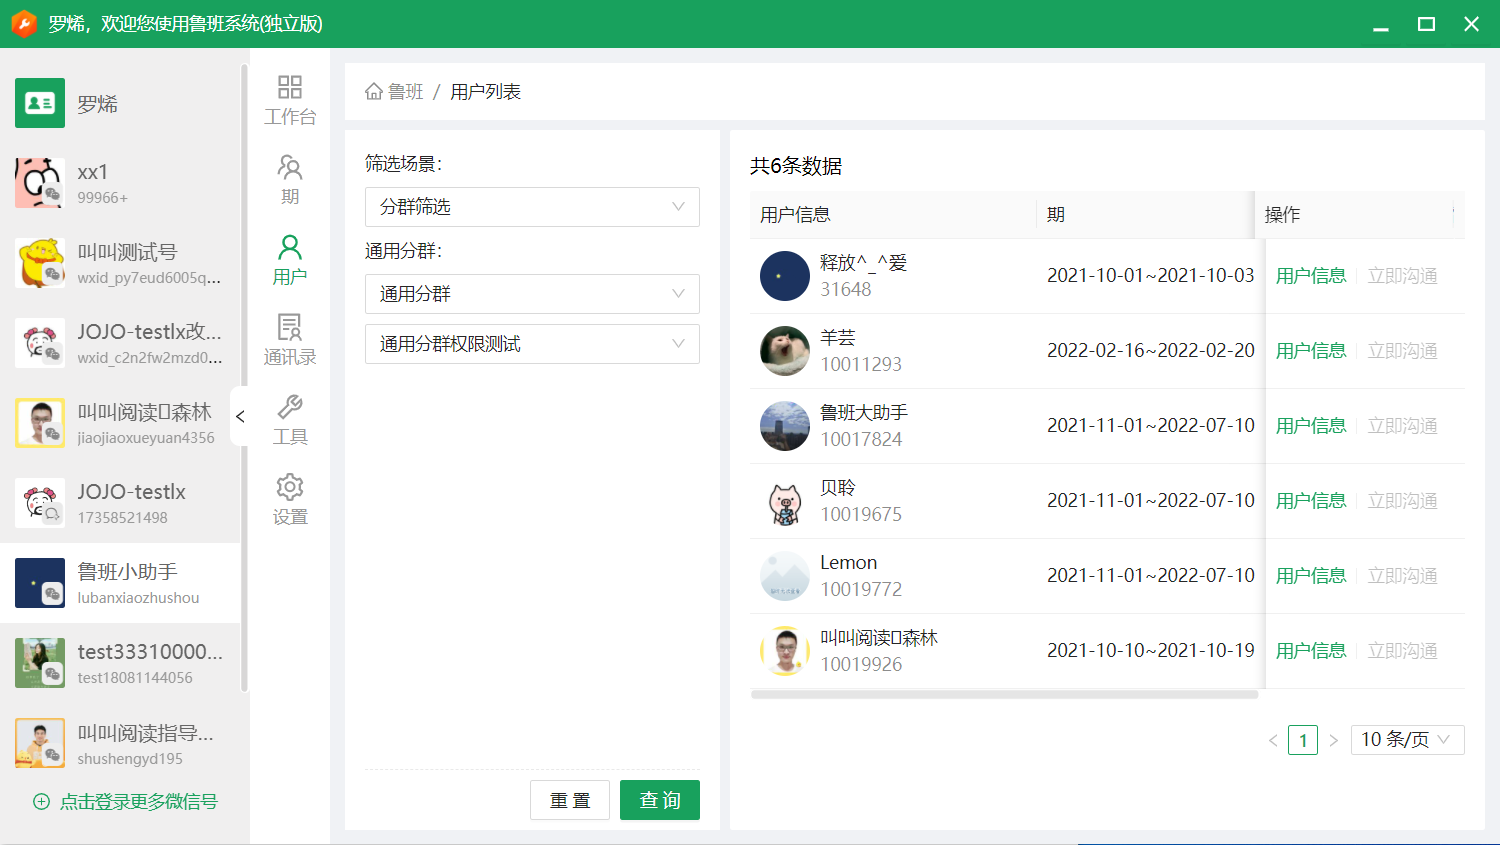 罗烯，欢迎您使用鲁班系统(独立版)
罗烯
xx1
99966+
叫叫测试号
wxid_py7eud6005q...
JOJO-testlx改...
wxid_c2n2fw2mzd0...
叫叫阅读▯森林
jiaojiaoxueyuan4356
JOJO-testlx
17358521498
鲁班小助手
lubanxiaozhushou
test33310000...
test18081144056
叫叫阅读指导...
shushengyd195
点击登录更多微信号
工作台
期
用户
通讯录
工具
设置
鲁班 / 用户列表
筛选场景：
分群筛选
通用分群：
通用分群
通用分群权限测试
重 置
查 询
共6条数据
用户信息 期 操作
释放^_^爱
31648
2021-10-01~2021-10-03 用户信息 立即沟通
羊芸
10011293
2022-02-16~2022-02-20 用户信息 立即沟通
鲁班大助手
10017824
2021-11-01~2022-07-10 用户信息 立即沟通
贝聆
10019675
2021-11-01~2022-07-10 用户信息 立即沟通
Lemon
10019772
2021-11-01~2022-07-10 用户信息 立即沟通
叫叫阅读▯森林
10019926
2021-10-10~2021-10-19 用户信息 立即沟通
< 1 > 10 条/页